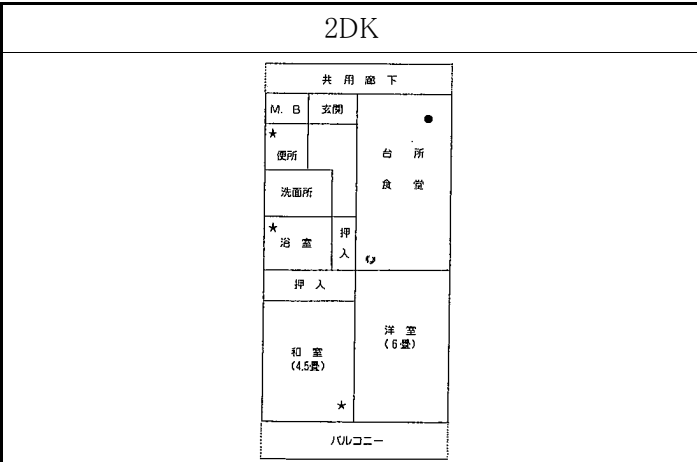 2DK
共用廊下
M. B 玄関
★
便所
台所
食堂
洗面所
★
浴室
押入
押入
洋室
(6畳)
和室
(4.5畳)
★
バルコニー